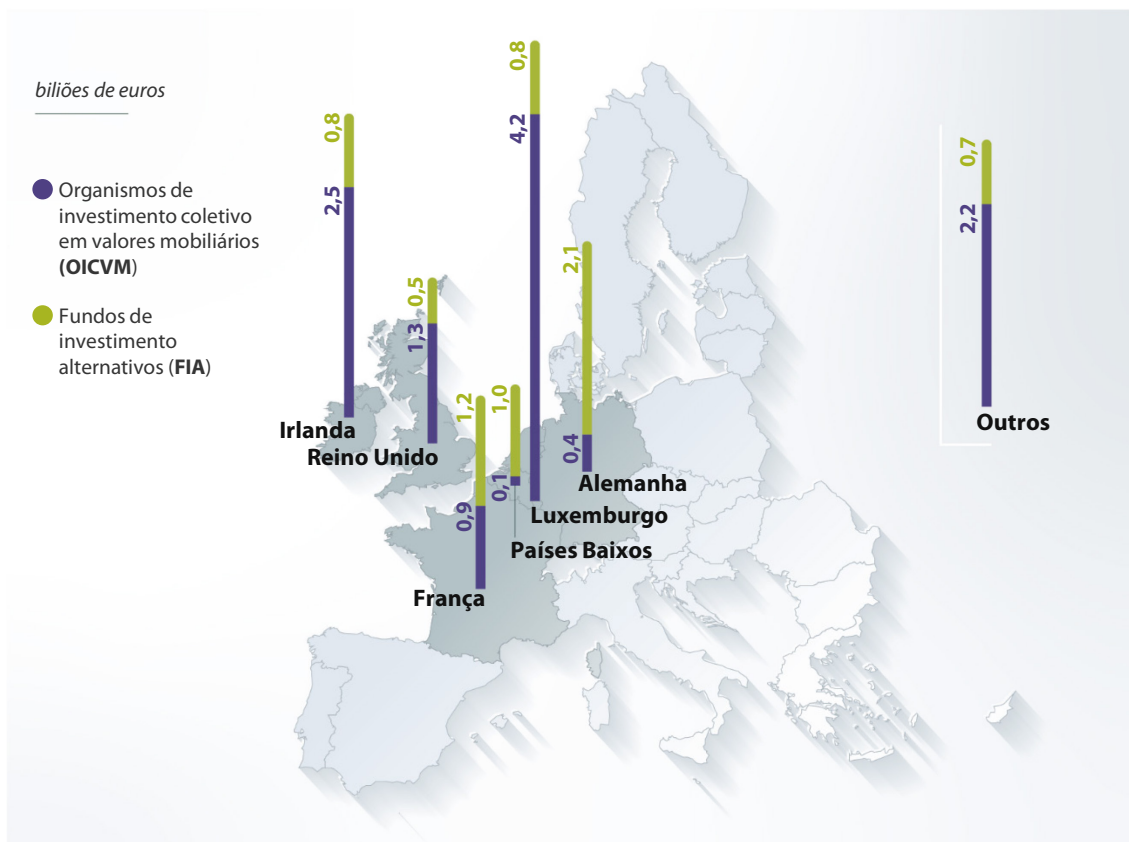 biliões de euros
Organismos de
investimento coletivo
em valores mobiliários
(OICVM)
Fundos de
investimento
alternativos (FIA)
0,8
2,5
Irlanda
0,5
1,3
Reino Unido
1,2
0,9
França
1,0
0,1
Países Baixos
0,8
4,2
Luxemburgo
2,1
0,4
Alemanha
0,7
2,2
Outros